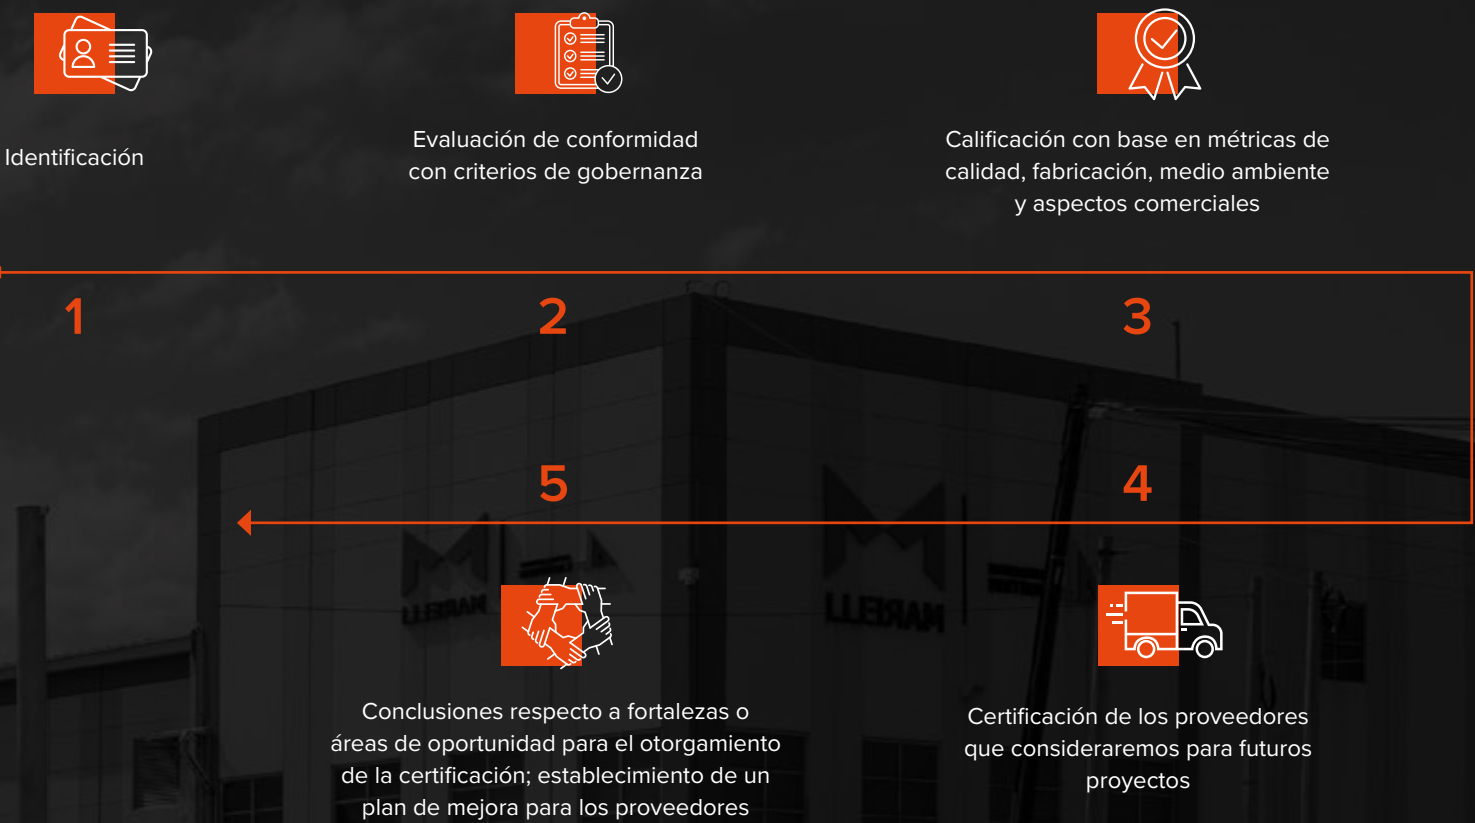 Identificación
Evaluación de conformidad
con criterios de gobernanza
Calificación con base en métricas de
calidad, fabricación, medio ambiente
y aspectos comerciales
1
2
3
5
4
LLEIRAM
LLEIRAM
Conclusiones respecto a fortalezas o
áreas de oportunidad para el otorgamiento
de la certificación; establecimiento de un
plan de mejora para los proveedores
Certificación de los proveedores
que consideraremos para futuros
proyectos